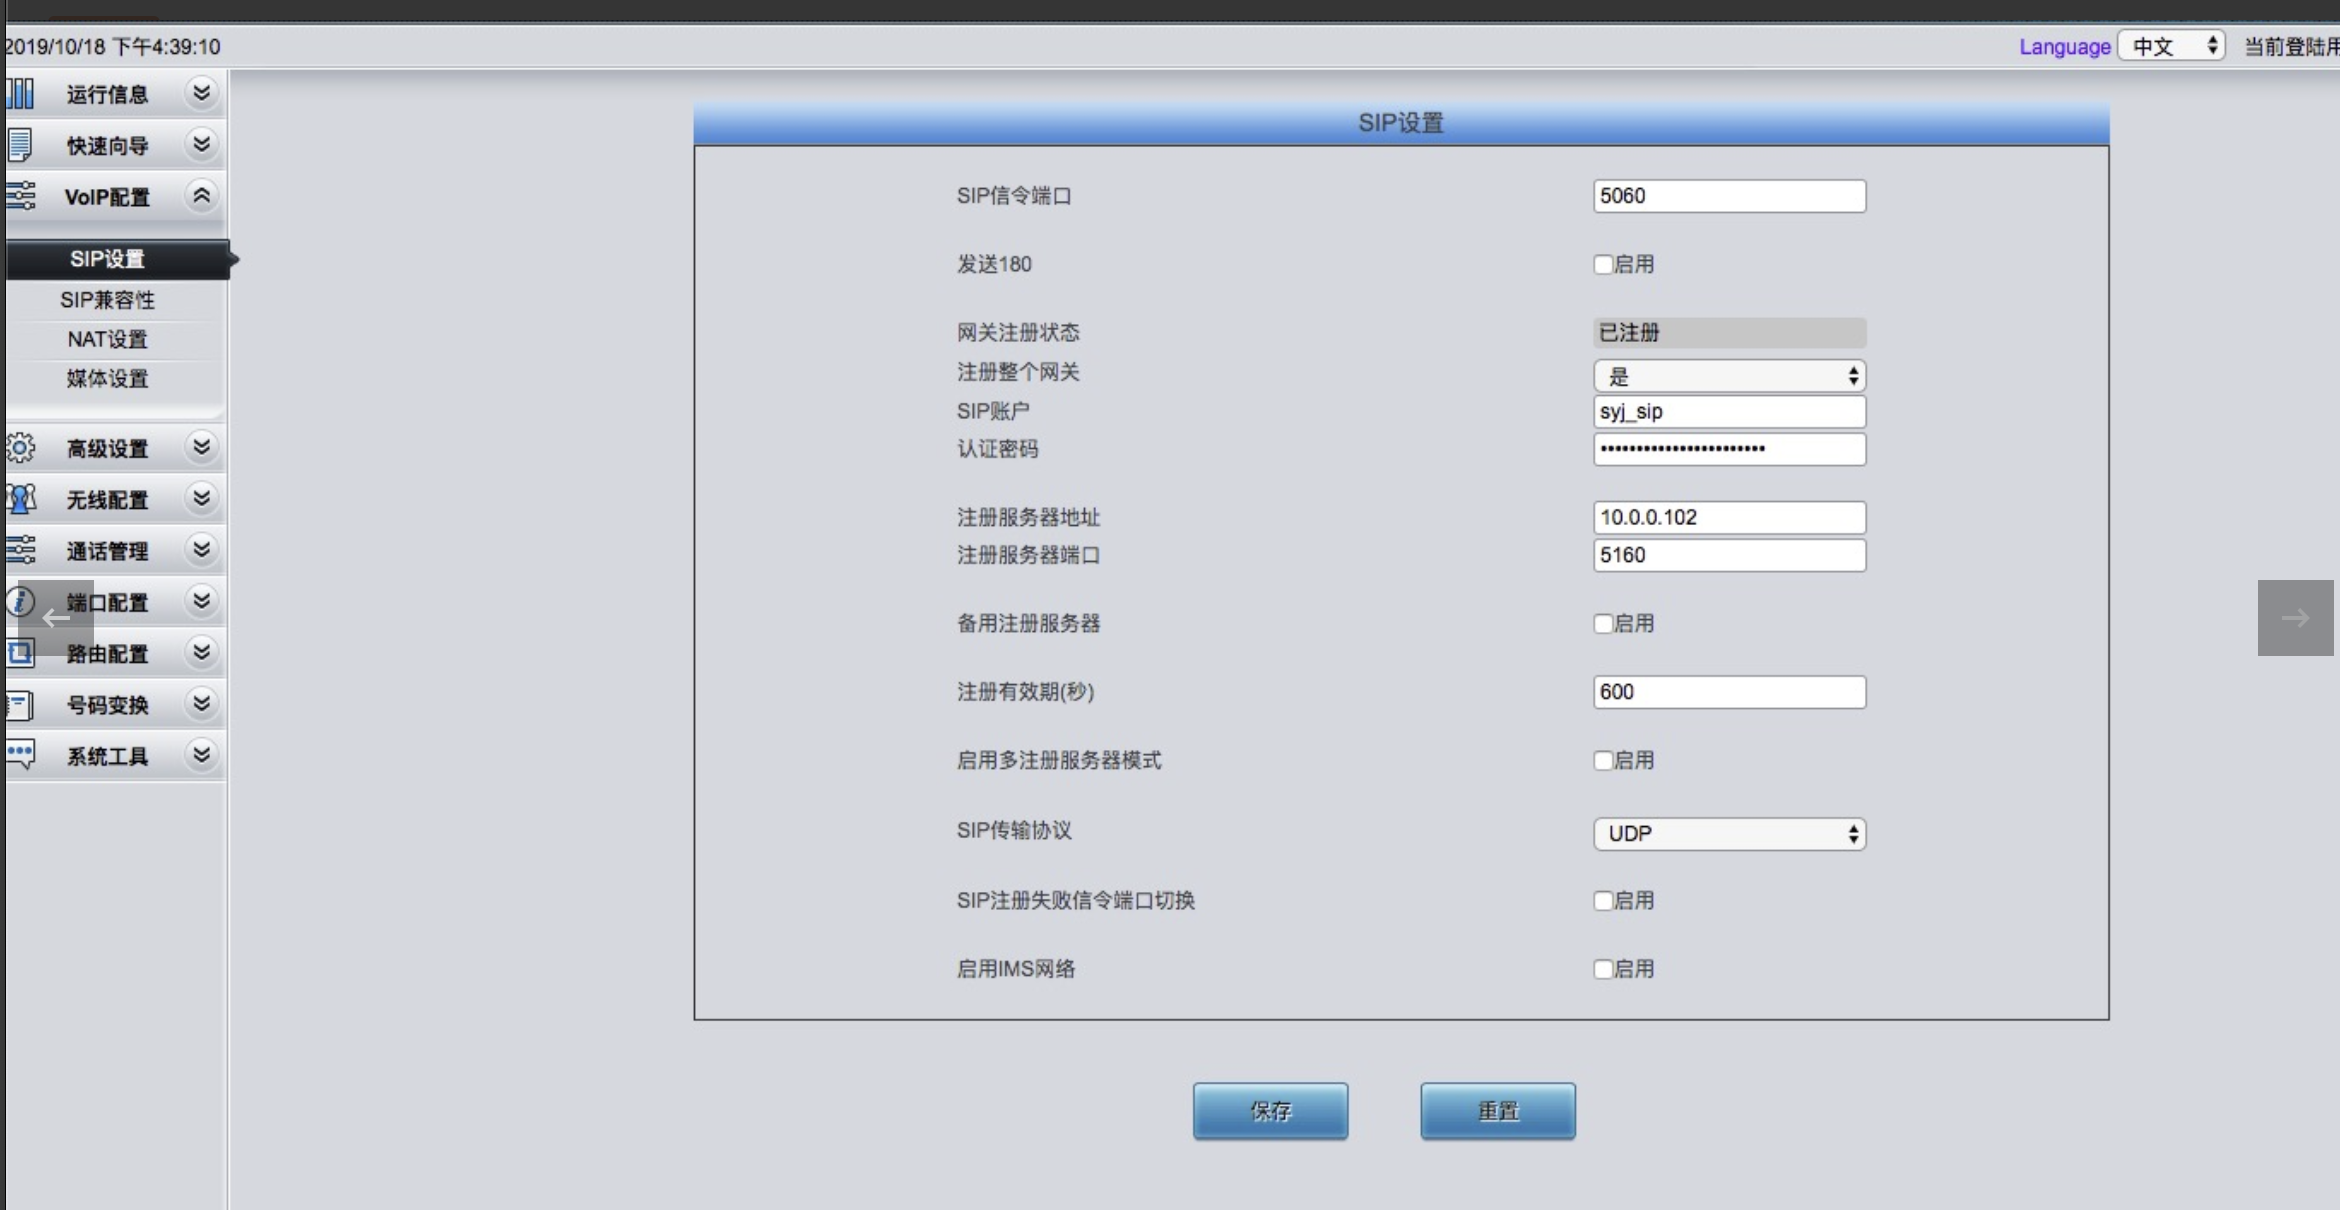 2019/10/18 下午4:39:10
Language 中文 当前登陆用
运行信息
快速向导
VoIP配置
SIP设置
SIP兼容性
NAT设置
媒体设置
高级设置
无线配置
通话管理
端口配置
路由配置
号码变换
系统工具
SIP设置
SIP信令端口 5060
发送180 启用
网关注册状态 已注册
注册整个网关 是
SIP账户 syj_sip
认证密码 •••••••••••••••••••••••
注册服务器地址 10.0.0.102
注册服务器端口 5160
备用注册服务器 启用
注册有效期(秒) 600
启用多注册服务器模式 启用
SIP传输协议 UDP
SIP注册失败信令端口切换 启用
启用IMS网络 启用
保存 重置